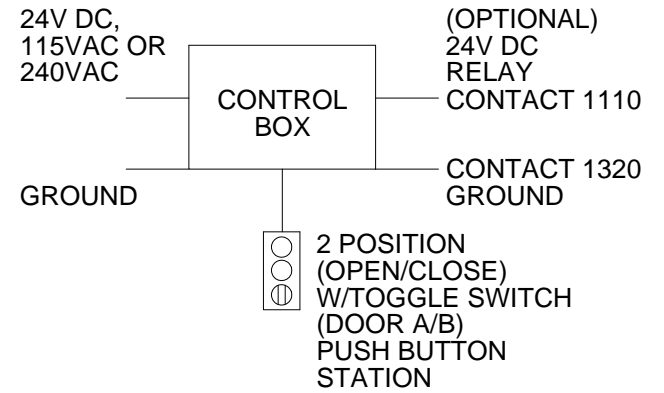 24V DC,
115VAC OR
240VAC
GROUND
CONTROL
BOX
(OPTIONAL)
24V DC
RELAY
CONTACT 1110
CONTACT 1320
GROUND
2 POSITION
(OPEN/CLOSE)
W/TOGGLE SWITCH
(DOOR A/B)
PUSH BUTTON
STATION